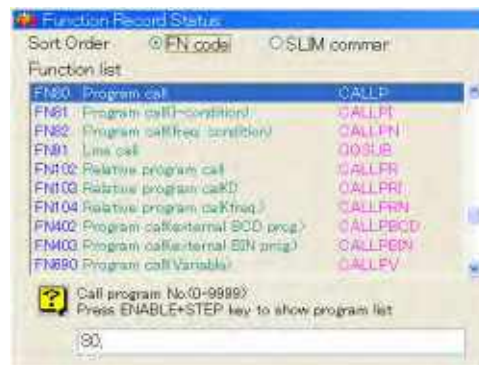 Function Record Status
Sort Order FN code SLIM commar
Function list
FN80 Program call CALLP
FN81 Program call(I-condition) CALLPI
FN82 Program call(freq. condition) CALLPN
FN91 Line call GOSUB
FN102 Relative program call CALLPR
FN103 Relative program callD CALLPRI
FN104 Relative program call(freq.) CALLPRN
FN402 Program call(external BCD prog.) CALLPBCD
FN403 Program call(external BIN prog.) CALLPBIN
FN690 Program call(Variable) CALLPV
Call program No.(0-9999)
Press ENABLE+STEP key to show program list
80,